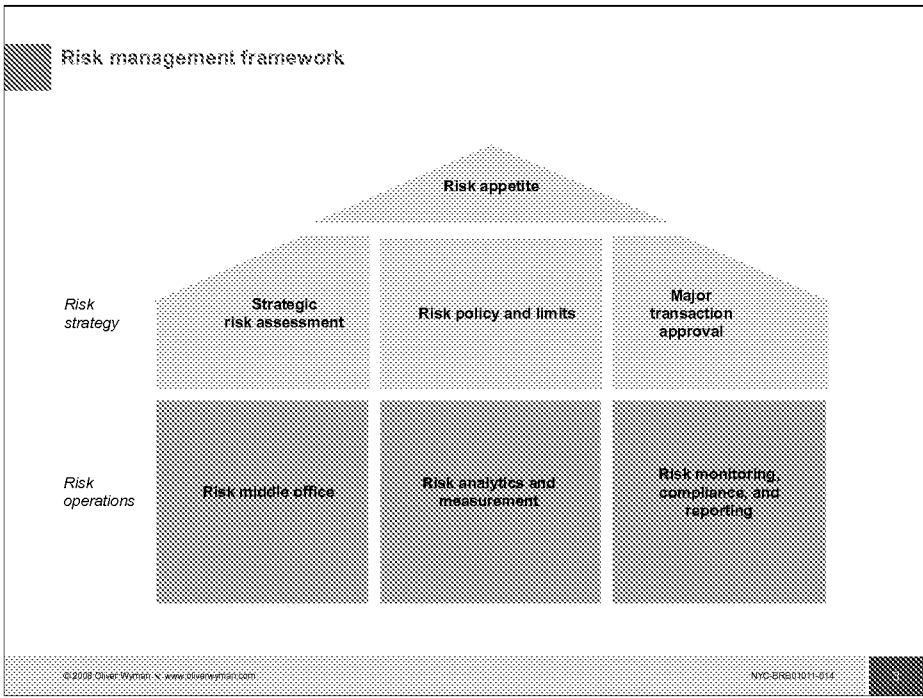 Risk management framework
Risk appetite
Risk
strategy
Strategic
risk assessment
Risk policy and limits
Major
transaction
approval
Risk
operations
Risk middle office
Risk analytics and
measurement
Risk monitoring,
compliance, and
reporting
© 2008 Oliver Wyman www.oliverwyman.com
NYC-BRB01011-014